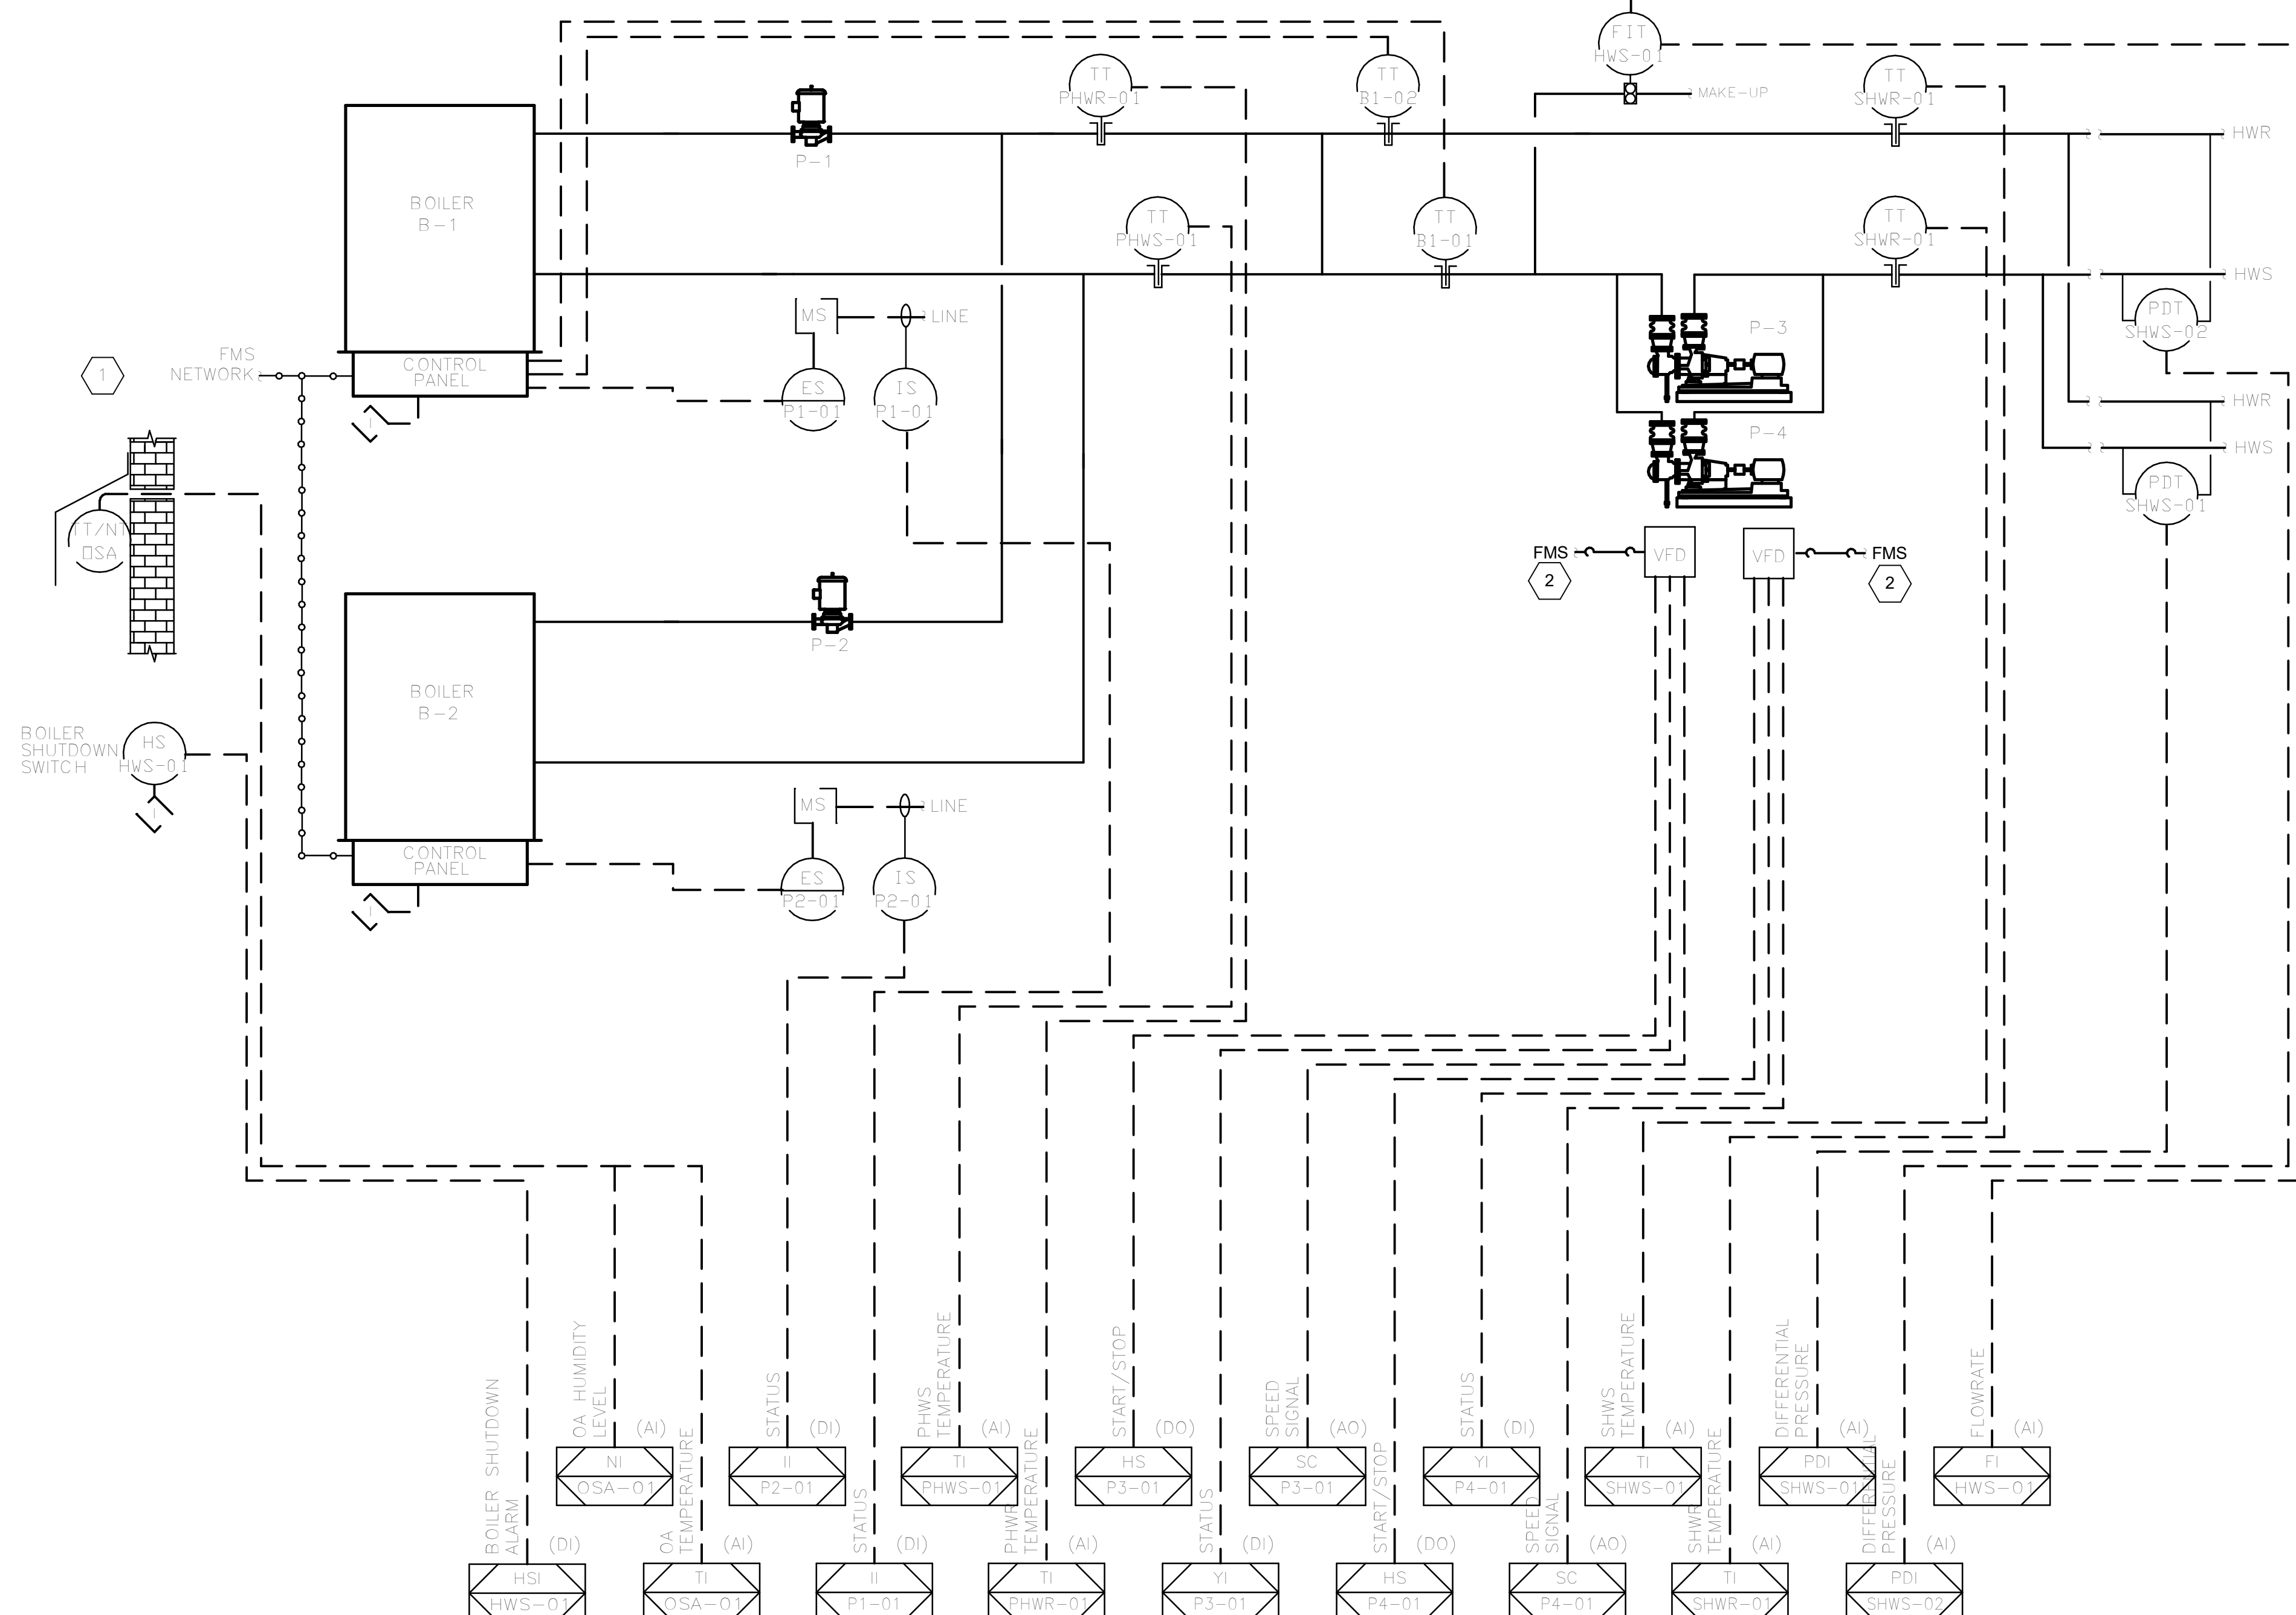 FIT
HWS-01
MAKE-UP
TT
PHWR-01
TT
B1-02
TT
SHWR-01
HWR
P-1
BOILER
B-1
TT
PHWS-01
TT
B1-01
TT
SHWR-01
HWS
MS
LINE
P-3
PDT
SHWS-02
FMS
NETWORK
1
CONTROL
PANEL
ES
P1-01
IS
P1-01
HWR
P-4
HWS
PDT
SHWS-01
TT/NT
OSA
FMS
VFD
VFD
FMS
2
2
P-2
BOILER
B-2
BOILER
SHUTDOWN
SWITCH
HS
HWS-01
MS
LINE
CONTROL
PANEL
ES
P2-01
IS
P2-01
BOILER SHUTDOWN
ALARM
(DI)
HSI
HWS-01
OA HUMIDITY
LEVEL
(AI)
NI
OSA-01
OA
TEMPERATURE
(AI)
TI
OSA-01
STATUS
(DI)
II
P2-01
STATUS
(DI)
II
P1-01
PHWS
TEMPERATURE
(AI)
TI
PHWS-01
PHWR
TEMPERATURE
(AI)
TI
PHWR-01
START/STOP
(DO)
HS
P3-01
STATUS
(DI)
YI
P3-01
SPEED
SIGNAL
(AO)
SC
P3-01
START/STOP
(DO)
HS
P4-01
STATUS
(DI)
YI
P4-01
SPEED
SIGNAL
(AO)
SC
P4-01
SHWS
TEMPERATURE
(AI)
TI
SHWS-01
SHWR
TEMPERATURE
(AI)
TI
SHWR-01
DIFFERENTIAL
PRESSURE
(AI)
PDI
SHWS-01
DIFFERENTIAL
PRESSURE
(AI)
PDI
SHWS-02
FLOWRATE
(AI)
FI
HWS-01